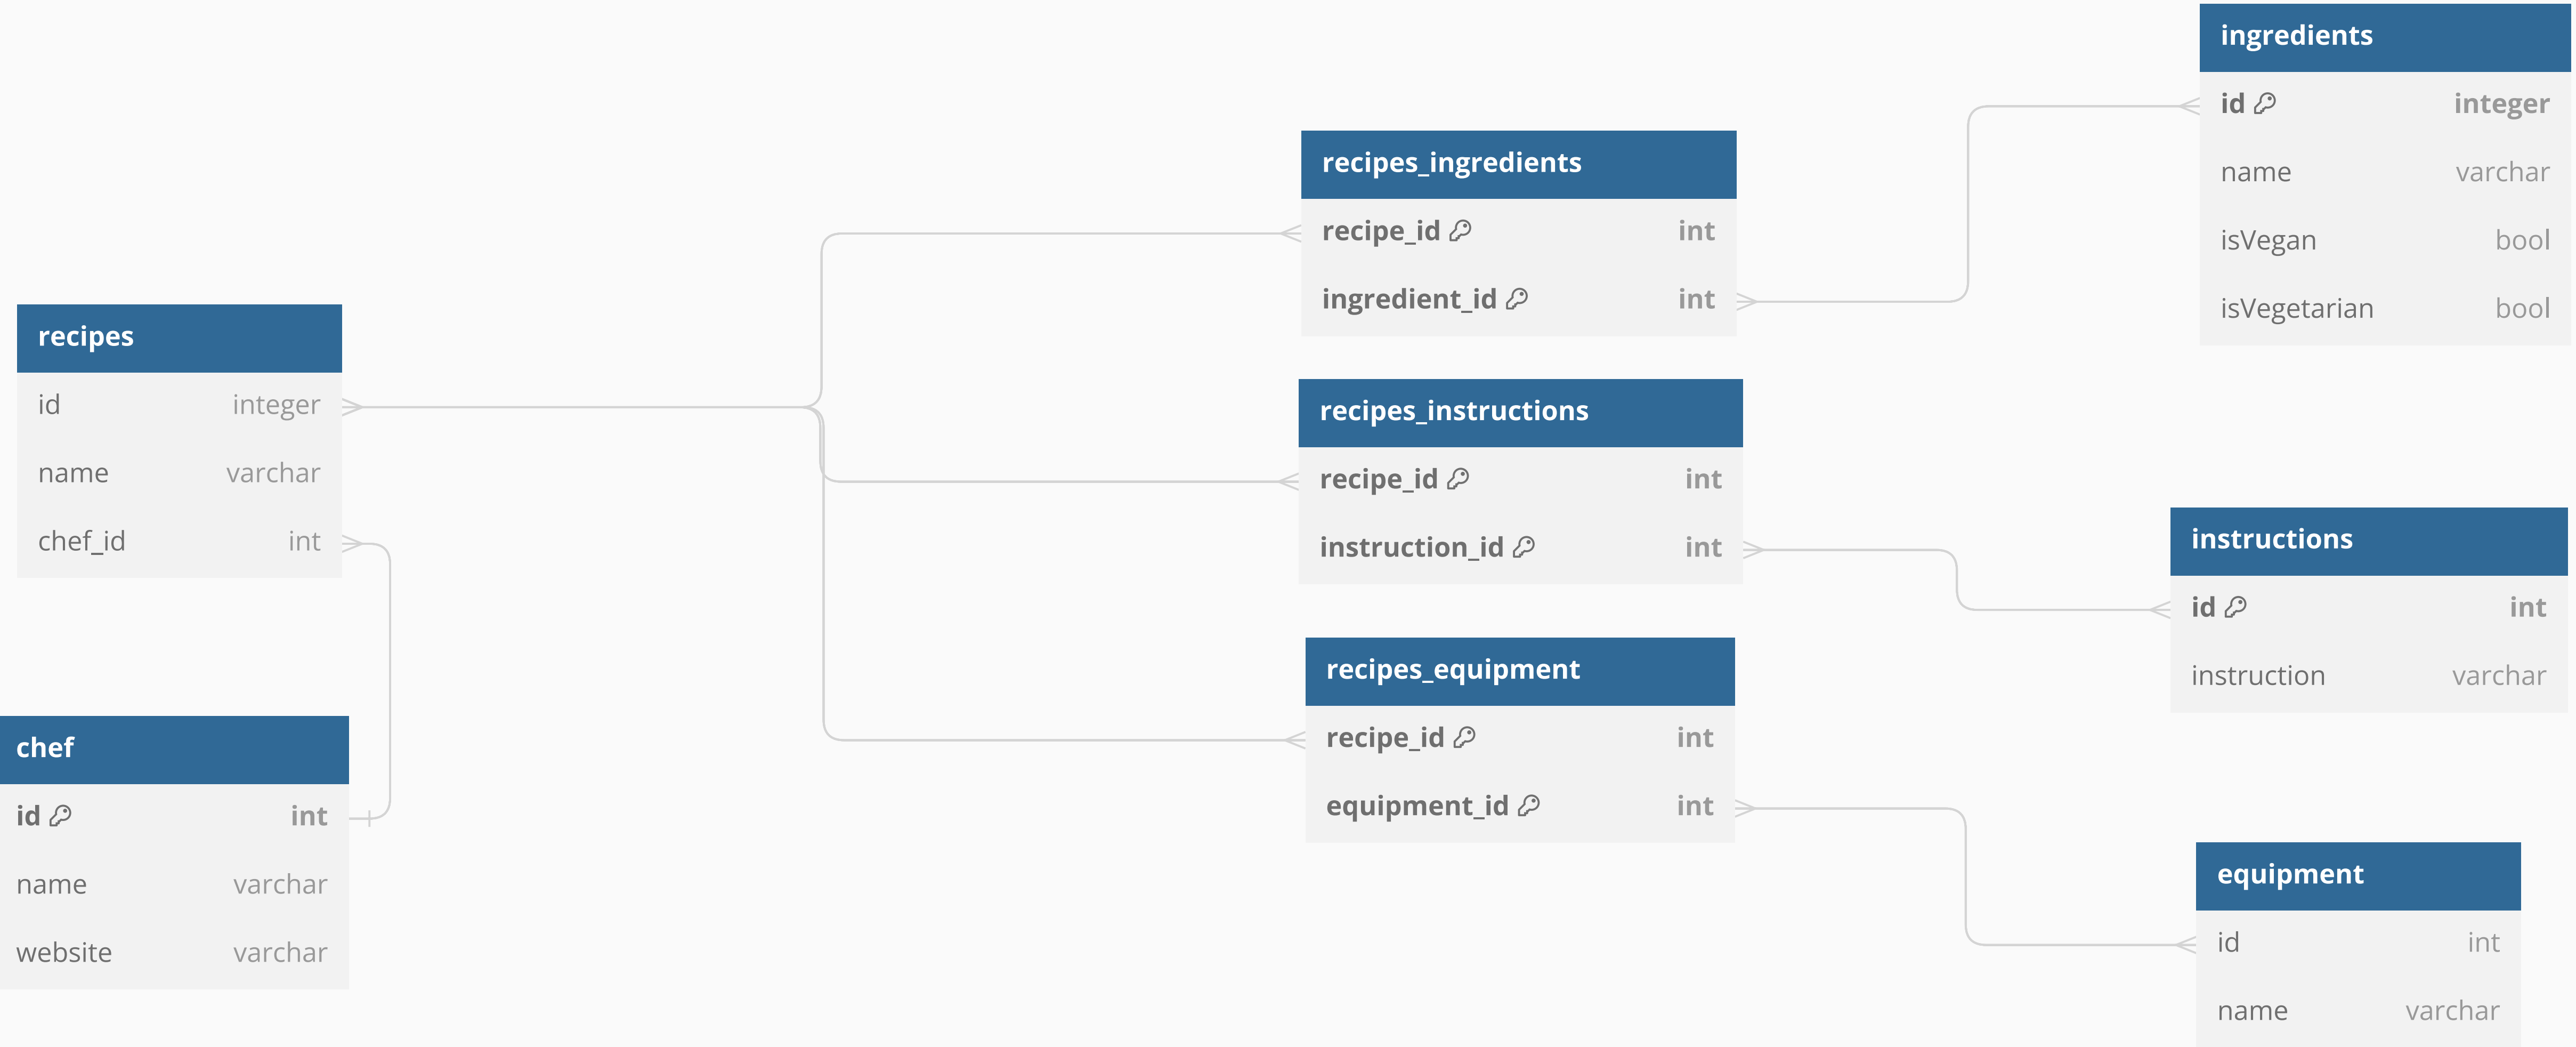 recipes
id integer
name varchar
chef_id int
chef
id int
name varchar
website varchar
recipes_ingredients
recipe_id int
ingredient_id int
recipes_instructions
recipe_id int
instruction_id int
recipes_equipment
recipe_id int
equipment_id int
ingredients
id integer
name varchar
isVegan bool
isVegetarian bool
instructions
id int
instruction varchar
equipment
id int
name varchar